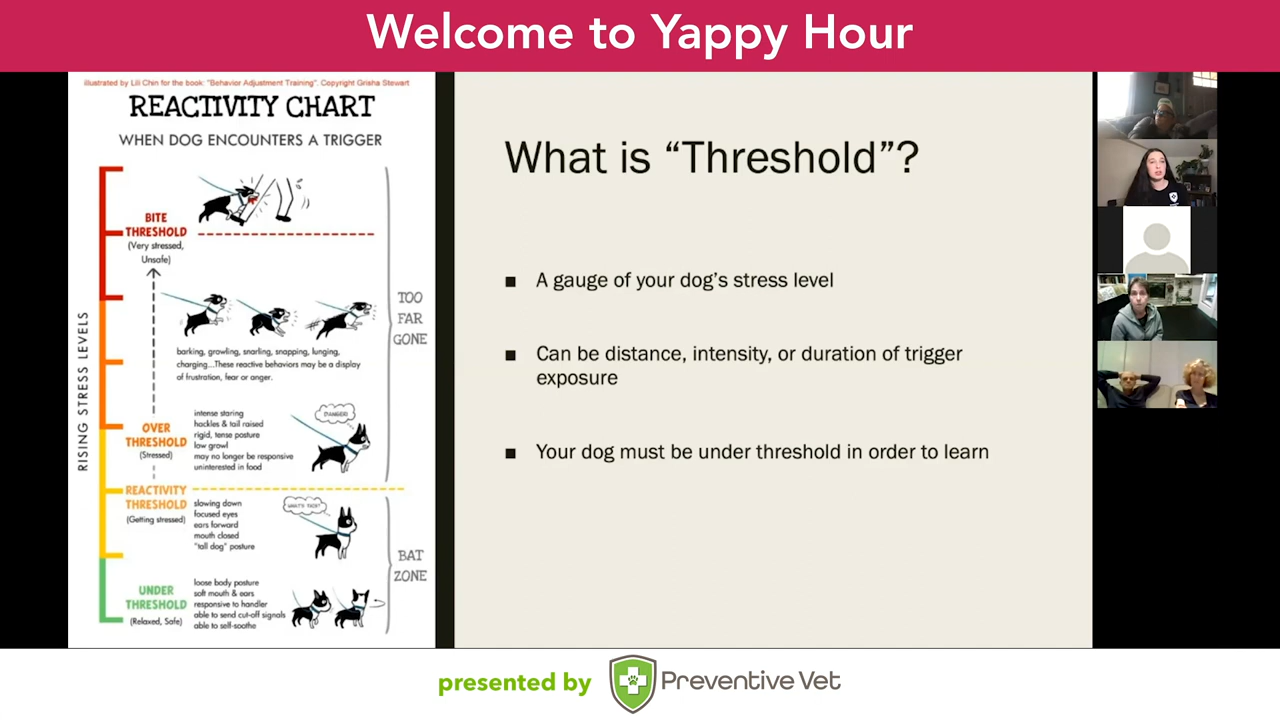 Welcome to Yappy Hour
illustrated by Lili Chin for the book: "Behavior Adjustment Training". Copyright Grisha Stewart
REACTIVITY CHART
WHEN DOG ENCOUNTERS A TRIGGER
RISING STRESS LEVELS
BITE
THRESHOLD
(Very stressed,
Unsafe)
TOO
FAR
GONE
barking, growling, snarling, snapping, lunging,
charging...These reactive behaviors may be a display
of frustration, fear or anger.
OVER
THRESHOLD
(Stressed)
intense staring
hackles & tail raised
rigid, tense posture
low growl
may no longer be responsive
uninterested in food
DANGER!
REACTIVITY
THRESHOLD
(Getting stressed)
slowing down
focused eyes
ears forward
mouth closed
"tall dog" posture
WHAT'S THAT?
BAT
ZONE
UNDER
THRESHOLD
(Relaxed, Safe)
loose body posture
soft mouth & ears
responsive to handler
able to send cut-off signals
able to self-soothe
What is “Threshold”?
■ A gauge of your dog’s stress level
■ Can be distance, intensity, or duration of trigger
exposure
■ Your dog must be under threshold in order to learn
presented by Preventive Vet